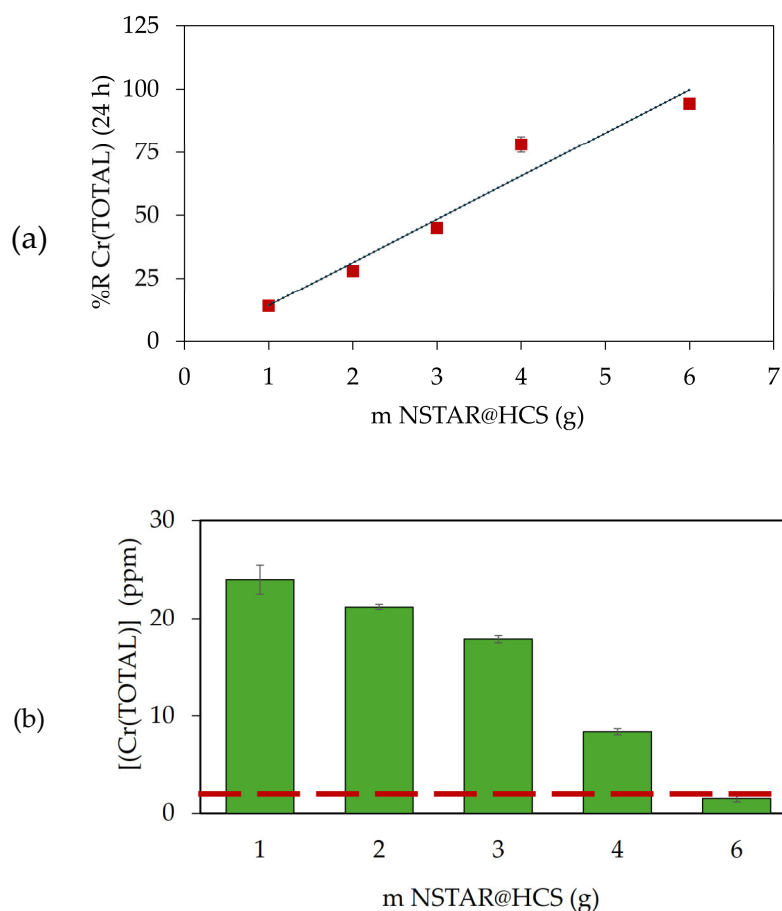 (a)
%R Cr(TOTAL) (24 h)
125
100
75
50
25
0
0 1 2 3 4 5 6 7
m NSTAR@HCS (g)
(b)
[(Cr(TOTAL)] (ppm)
30
20
10
0
1 2 3 4 6
m NSTAR@HCS (g)